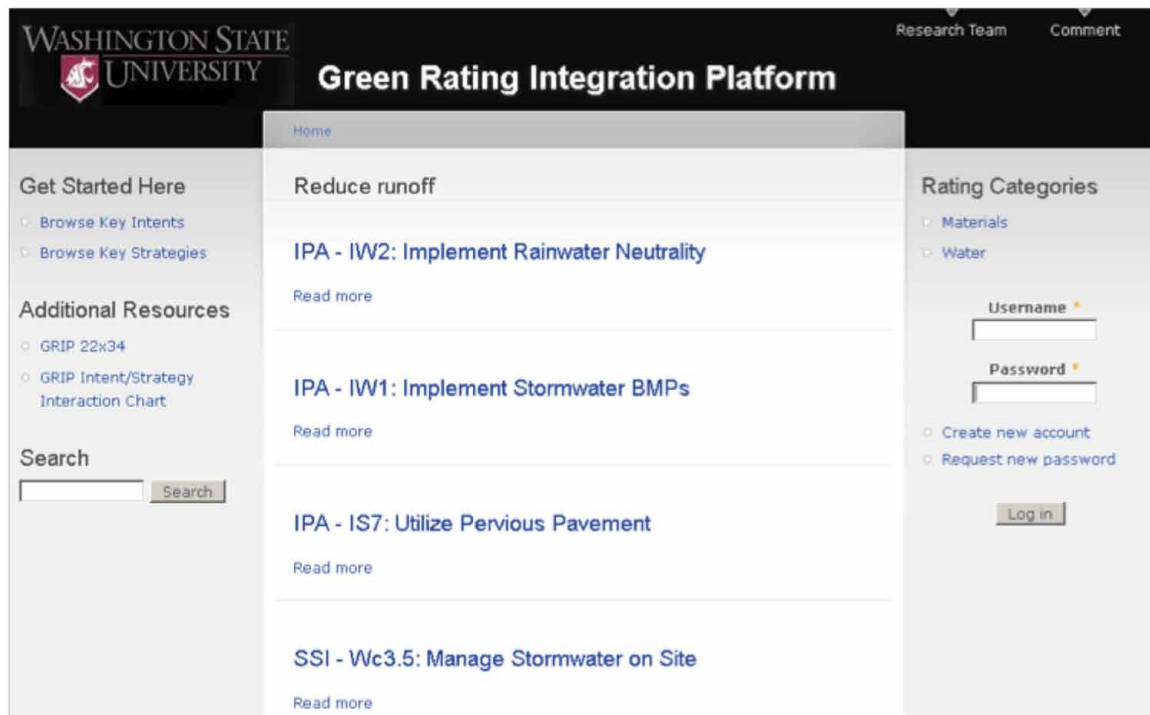 WASHINGTON STATE
UNIVERSITY
Green Rating Integration Platform
Research Team
Comment
Home
Get Started Here
Browse Key Intents
Browse Key Strategies
Additional Resources
GRIP 22x34
GRIP Intent/Strategy
Interaction Chart
Search
Search
Reduce runoff
IPA - IW2: Implement Rainwater Neutrality
Read more
IPA - IW1: Implement Stormwater BMPs
Read more
IPA - IS7: Utilize Pervious Pavement
Read more
SSI - Wc3.5: Manage Stormwater on Site
Read more
Rating Categories
Materials
Water
Username *
Password *
Create new account
Request new password
Log in